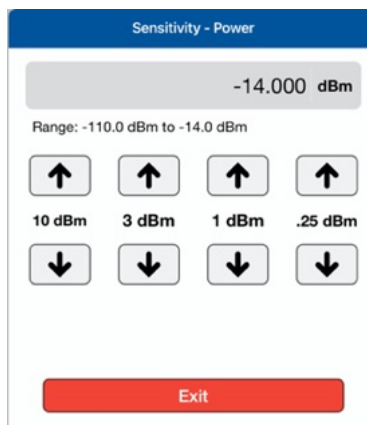 Sensitivity - Power
-14.000 dBm
Range: -110.0 dBm to -14.0 dBm
10 dBm 3 dBm 1 dBm .25 dBm
Exit